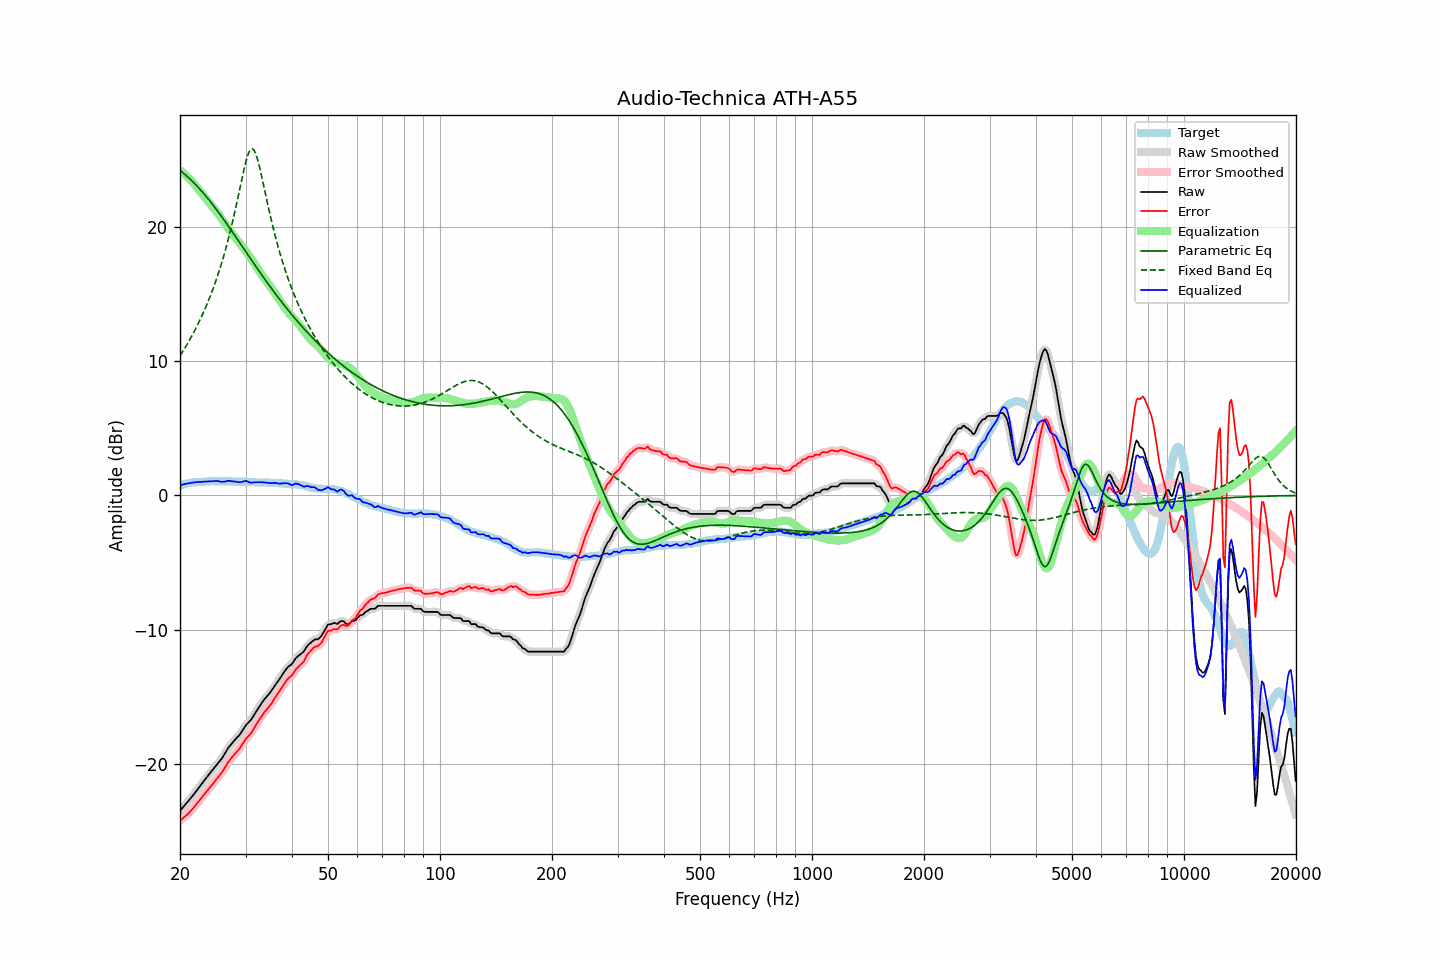 Audio-Technica ATH-A55
Target
Raw Smoothed
Error Smoothed
Raw
Error
Equalization
Parametric Eq
Fixed Band Eq
Equalized
20
10
0
−10
−20
Amplitude (dBr)
20
50
100
200
500
1000
2000
5000
10000
20000
Frequency (Hz)